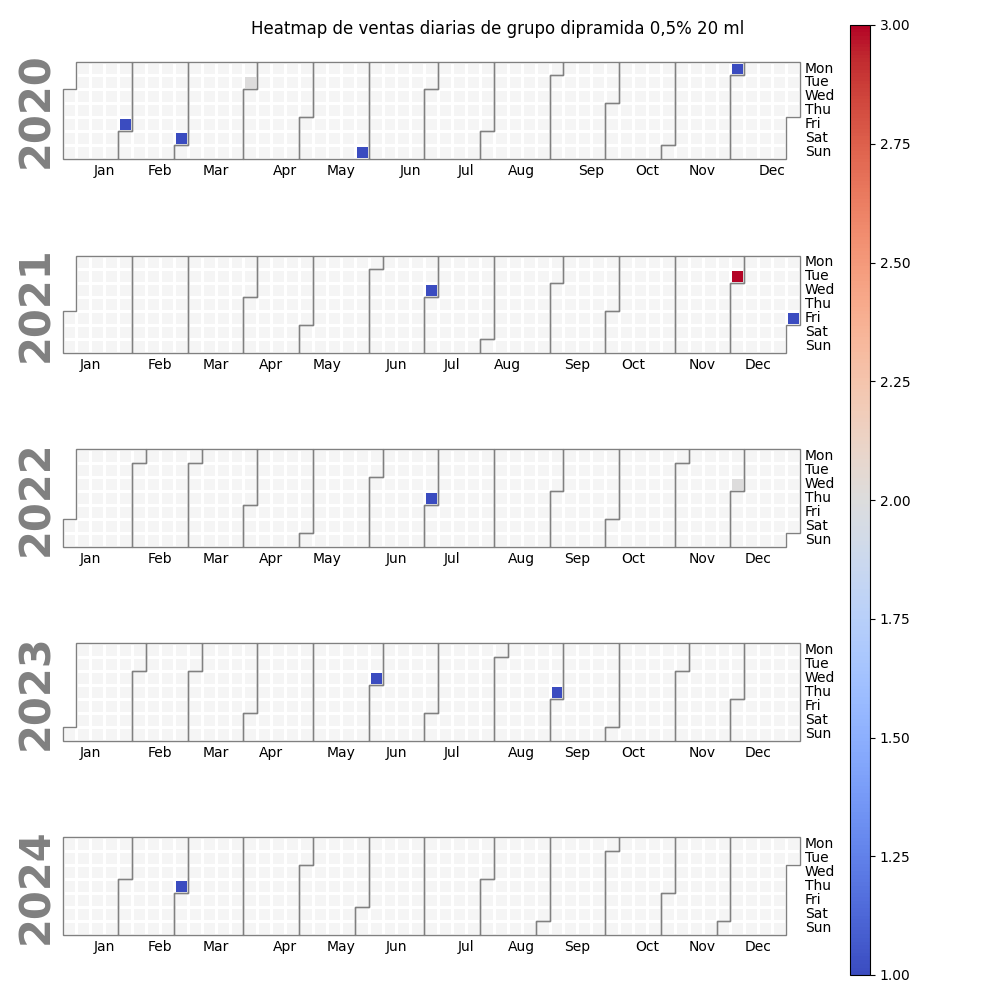 Heatmap de ventas diarias de grupo dipramida 0,5% 20 ml
2020
Mon
Tue
Wed
Thu
Fri
Sat
Sun
Jan Feb Mar Apr May Jun Jul Aug Sep Oct Nov Dec
2021
Mon
Tue
Wed
Thu
Fri
Sat
Sun
Jan Feb Mar Apr May Jun Jul Aug Sep Oct Nov Dec
2022
Mon
Tue
Wed
Thu
Fri
Sat
Sun
Jan Feb Mar Apr May Jun Jul Aug Sep Oct Nov Dec
2023
Mon
Tue
Wed
Thu
Fri
Sat
Sun
Jan Feb Mar Apr May Jun Jul Aug Sep Oct Nov Dec
2024
Mon
Tue
Wed
Thu
Fri
Sat
Sun
Jan Feb Mar Apr May Jun Jul Aug Sep Oct Nov Dec
3.00
2.75
2.50
2.25
2.00
1.75
1.50
1.25
1.00